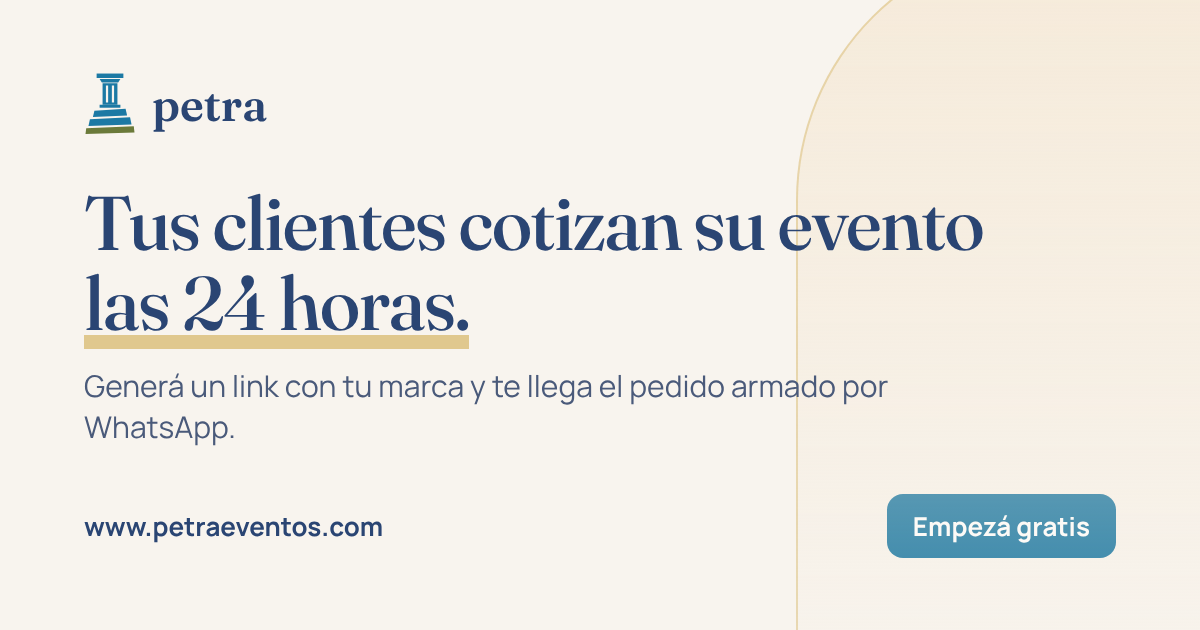 petra
Tus clientes cotizan su evento
las 24 horas.
Generá un link con tu marca y te llega el pedido armado por
WhatsApp.
www.petraeventos.com
Empezá gratis